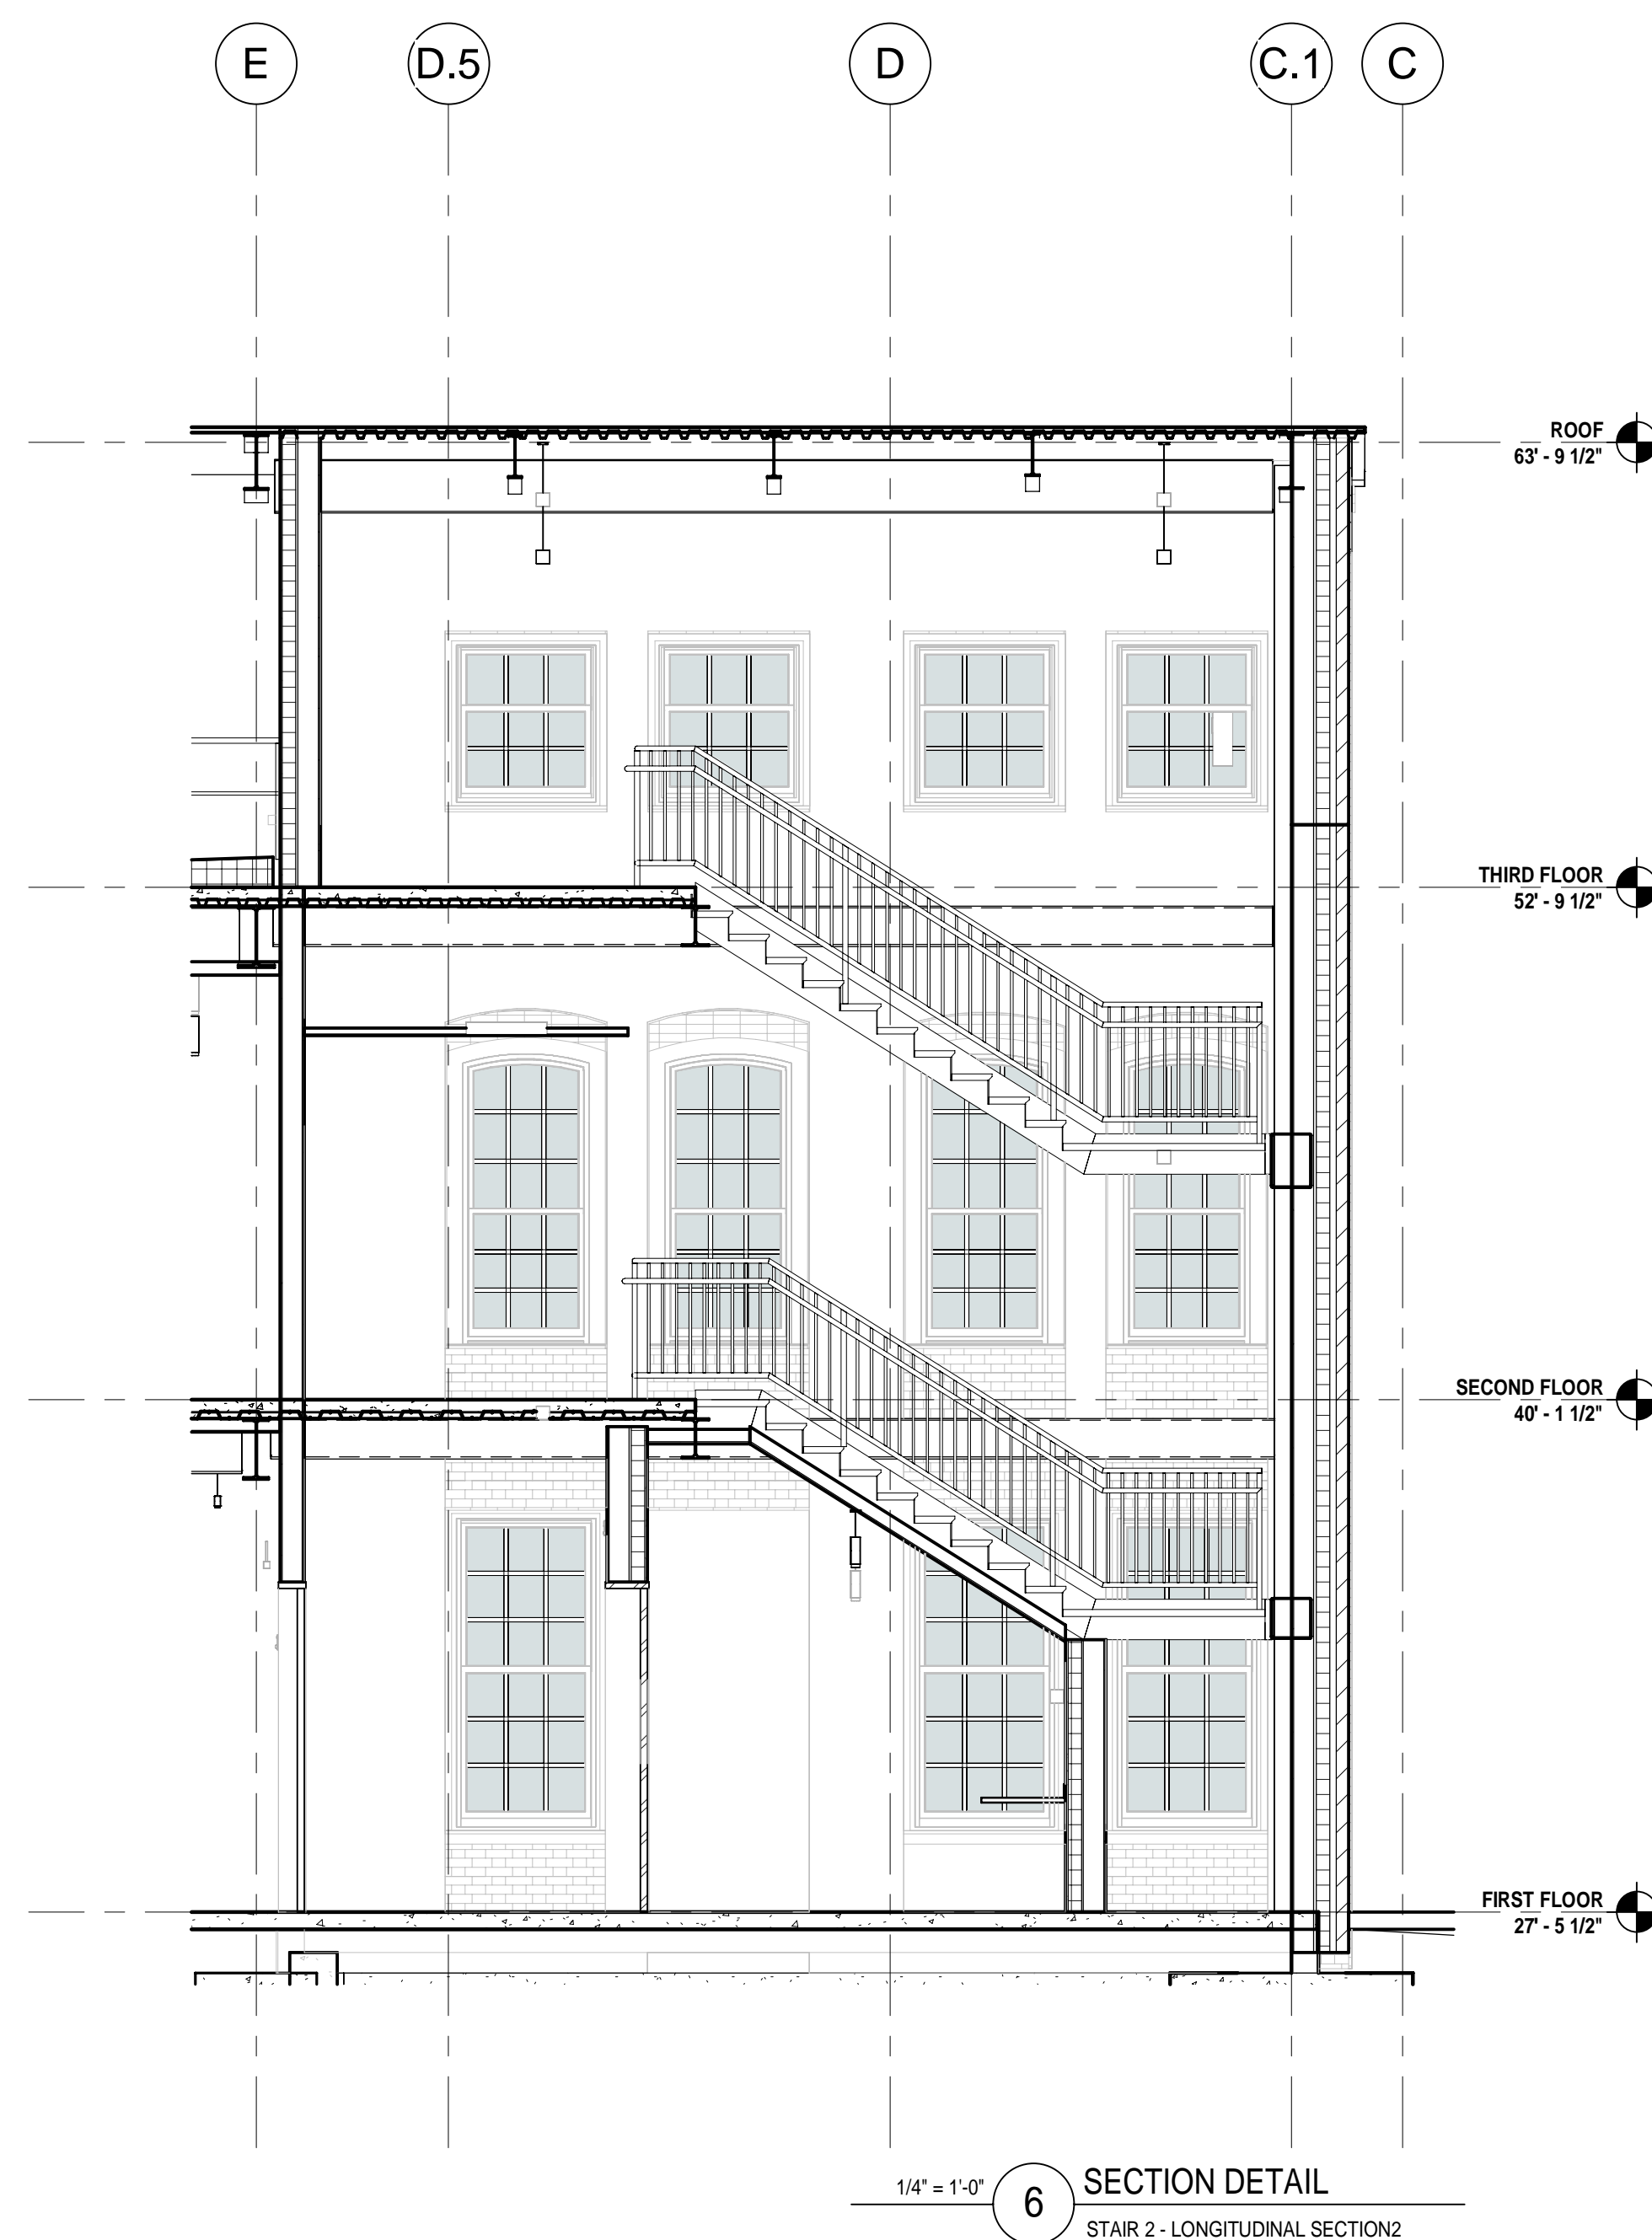 E
D.5
D
C.1
C
ROOF
63' - 9 1/2"
THIRD FLOOR
52' - 9 1/2"
SECOND FLOOR
40' - 1 1/2"
FIRST FLOOR
27' - 5 1/2"
1/4" = 1'-0"
6
SECTION DETAIL
STAIR 2 - LONGITUDINAL SECTION2